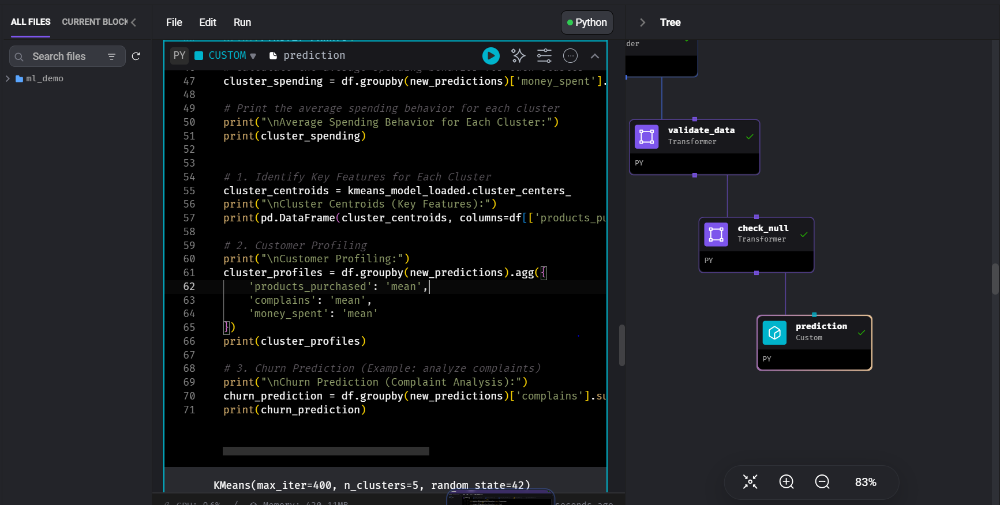 ALL FILES
CURRENT BLOCK
Search files
ml_demo
File Edit Run
Python
PY CUSTOM prediction
47 cluster_spending = df.groupby(new_predictions)['money_spent'].
48
49 # Print the average spending behavior for each cluster
50 print("\nAverage Spending Behavior for Each Cluster:")
51 print(cluster_spending)
52
53
54 # 1. Identify Key Features for Each Cluster
55 cluster_centroids = kmeans_model_loaded.cluster_centers_
56 print("\nCluster Centroids (Key Features):")
57 print(pd.DataFrame(cluster_centroids, columns=df[['products_pu
58
59 # 2. Customer Profiling
60 print("\nCustomer Profiling:")
61 cluster_profiles = df.groupby(new_predictions).agg({
62 'products_purchased': 'mean',
63 'complains': 'mean',
64 'money_spent': 'mean'
65 })
66 print(cluster_profiles)
67
68 # 3. Churn Prediction (Example: analyze complaints)
69 print("\nChurn Prediction (Complaint Analysis):")
70 churn_prediction = df.groupby(new_predictions)['complains'].su
71 print(churn_prediction)
KMeans(max_iter=400, n_clusters=5, random_state=42)
seconds ago
Tree
der
validate_data
Transformer
PY
check_null
Transformer
PY
prediction
Custom
PY
83%